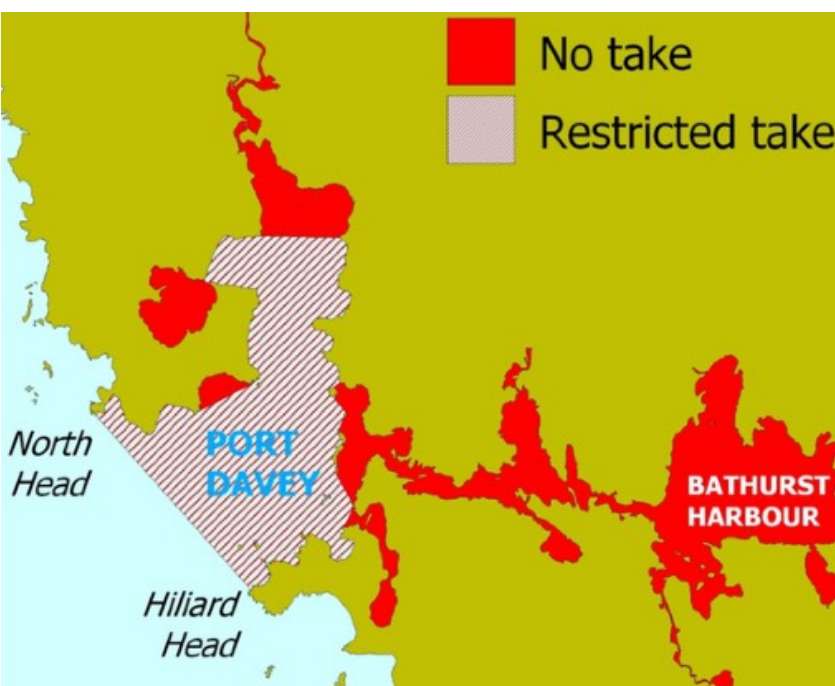 No take
Restricted take
North
Head
PORT
DAVEY
BATHURST
HARBOUR
Hiliard
Head